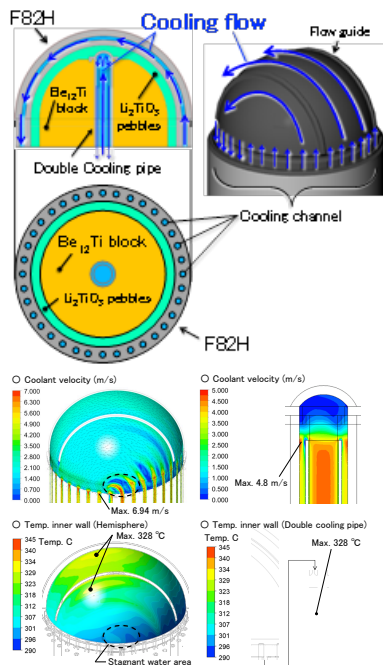 F82H
Cooling flow
Flow guide
Be12Ti
block
Li2TiO3
pebbles
Double Cooling pipe
Cooling channel
Be12Ti block
Li2TiO3 pebbles
F82H
Coolant velocity (m/s)
7.000
6.300
5.600
4.900
4.200
3.500
2.800
2.100
1.400
0.700
0.000
Max. 6.94 m/s
Coolant velocity (m/s)
5.000
4.500
4.000
3.500
3.000
2.500
2.000
1.500
1.000
0.500
0.000
Max. 4.8 m/s
Temp. inner wall (Hemisphere)
Temp. C
345
340
334
329
323
318
312
307
301
296
290
Max. 328 ℃
Stagnant water area
Temp. inner wall (Double cooling pipe)
Temp. C
345
340
334
329
323
318
312
307
301
296
290
Max. 328 ℃